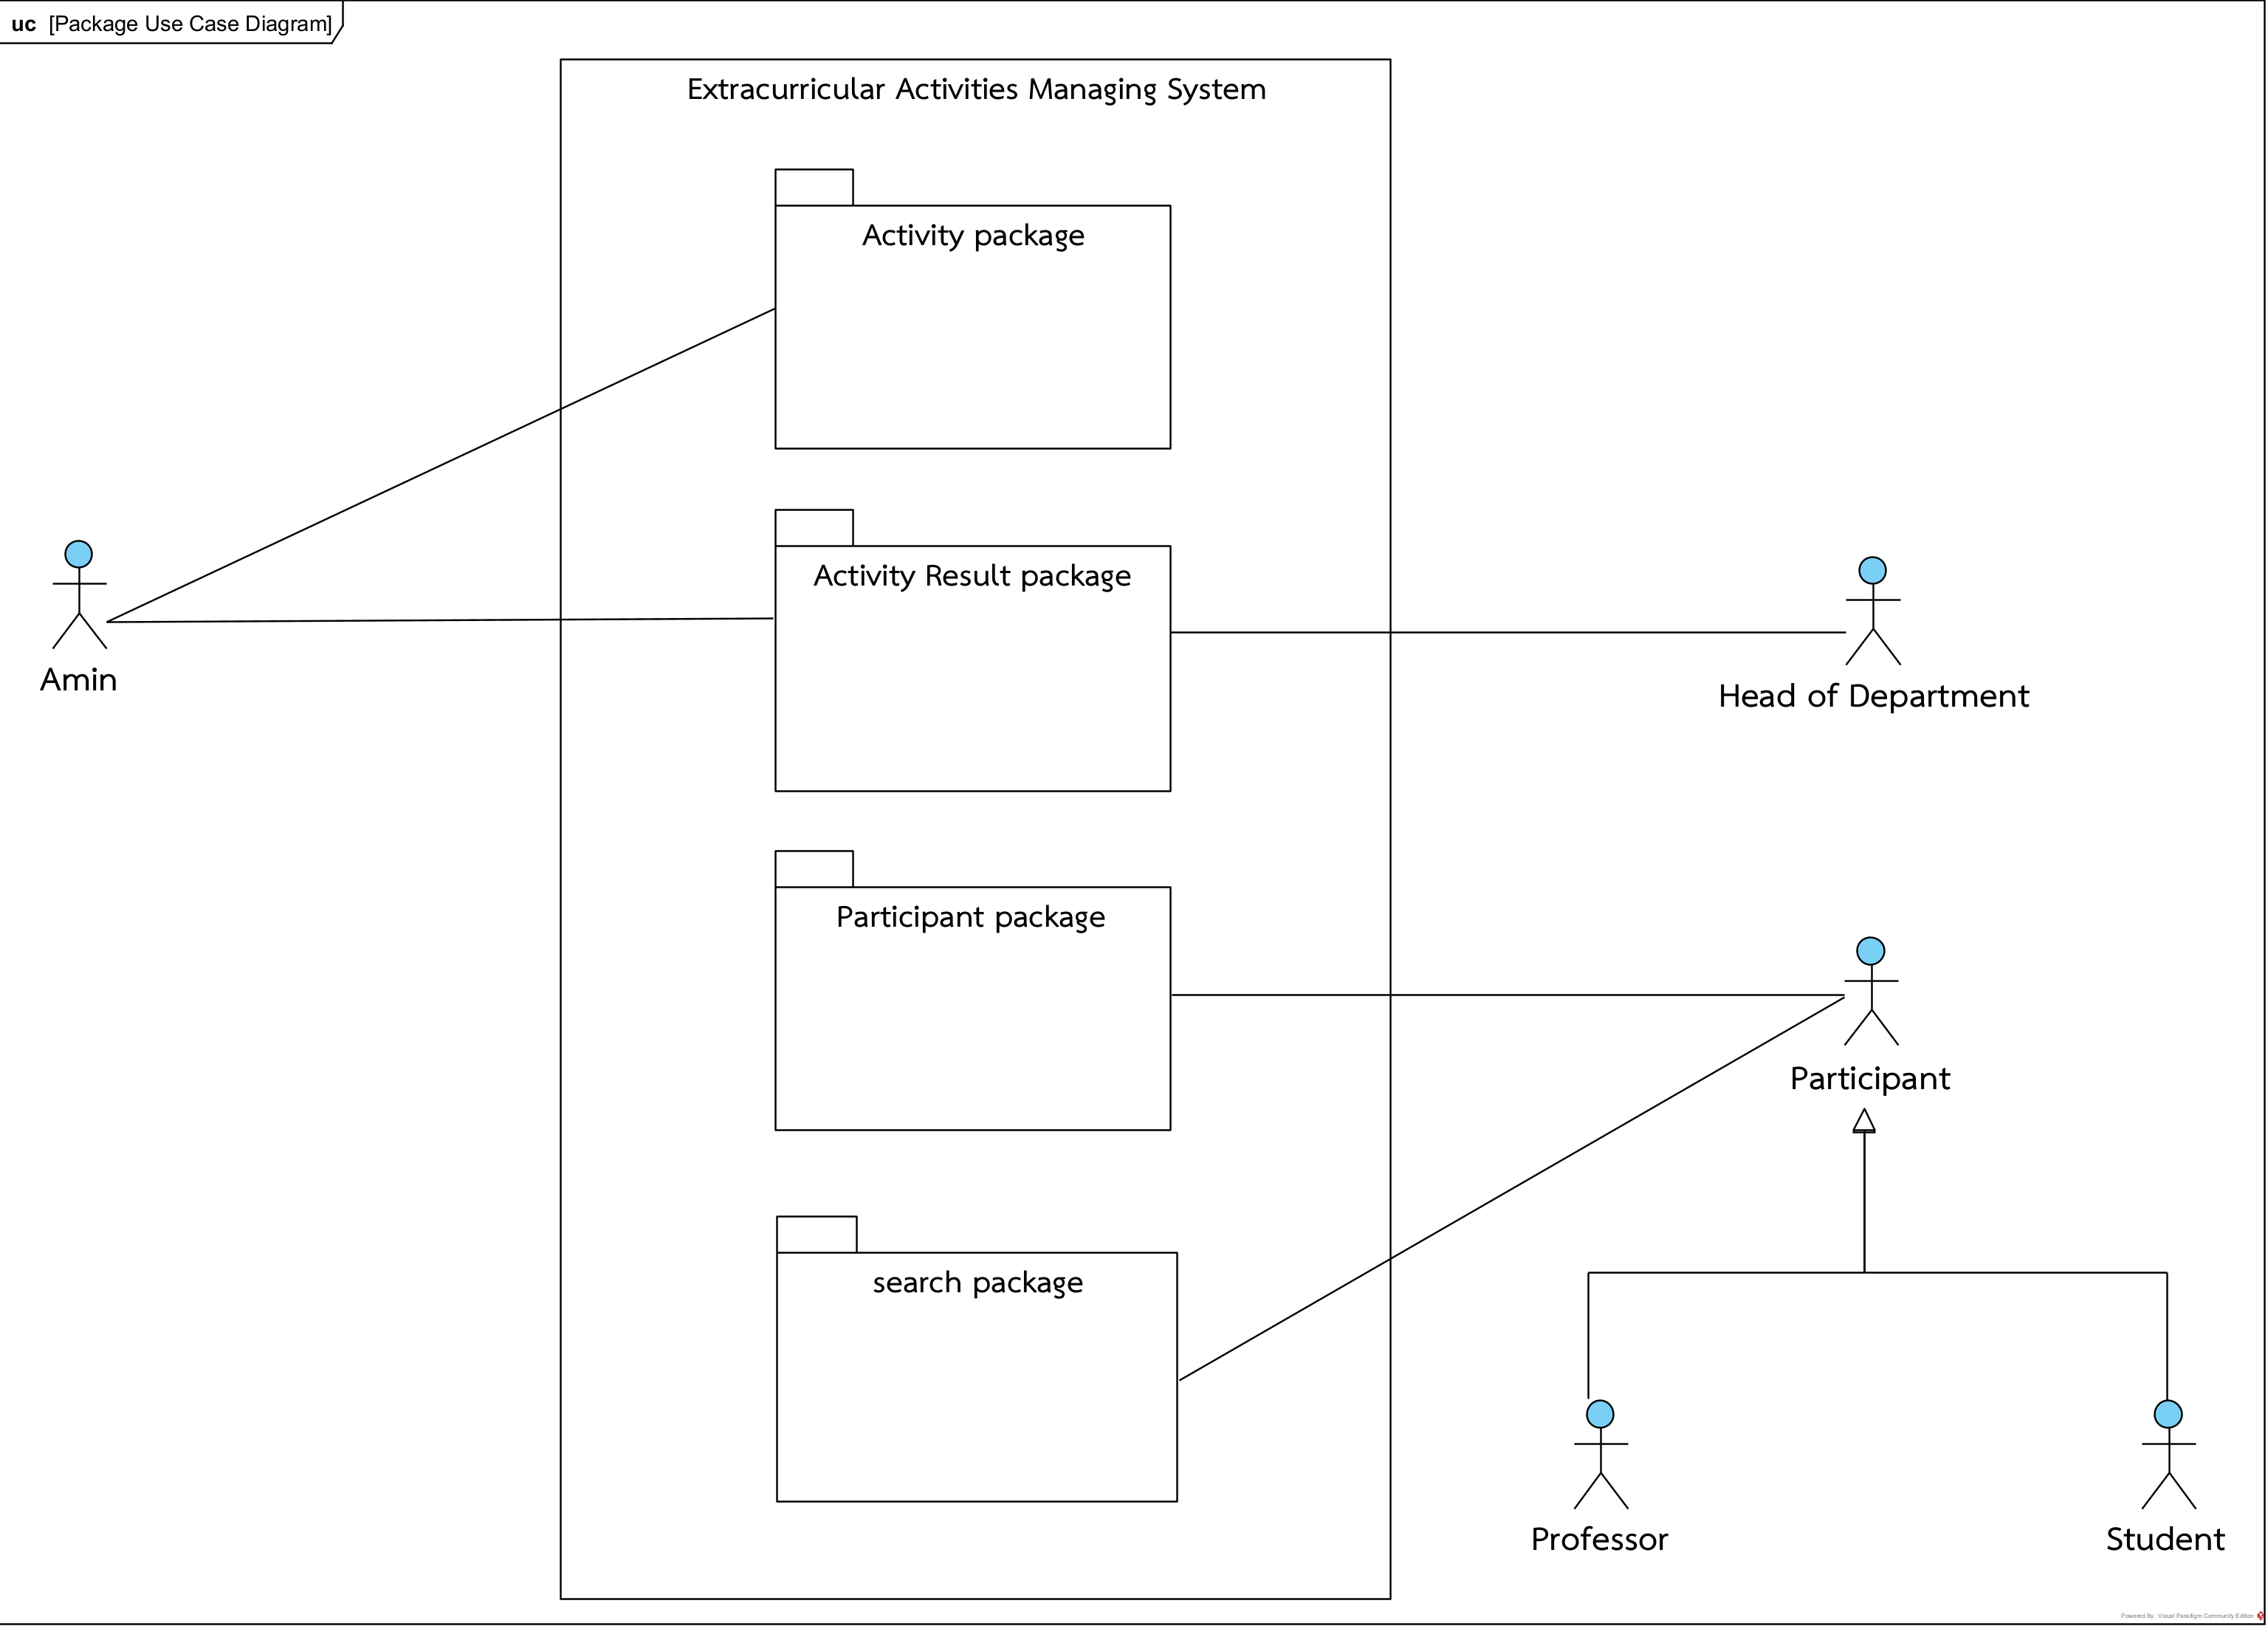 uc [Package Use Case Diagram]
Extracurricular Activities Managing System
Activity package
Activity Result package
Amin
Head of Department
Participant package
Participant
search package
Professor
Student
Powered By Visual Paradigm Community Edition